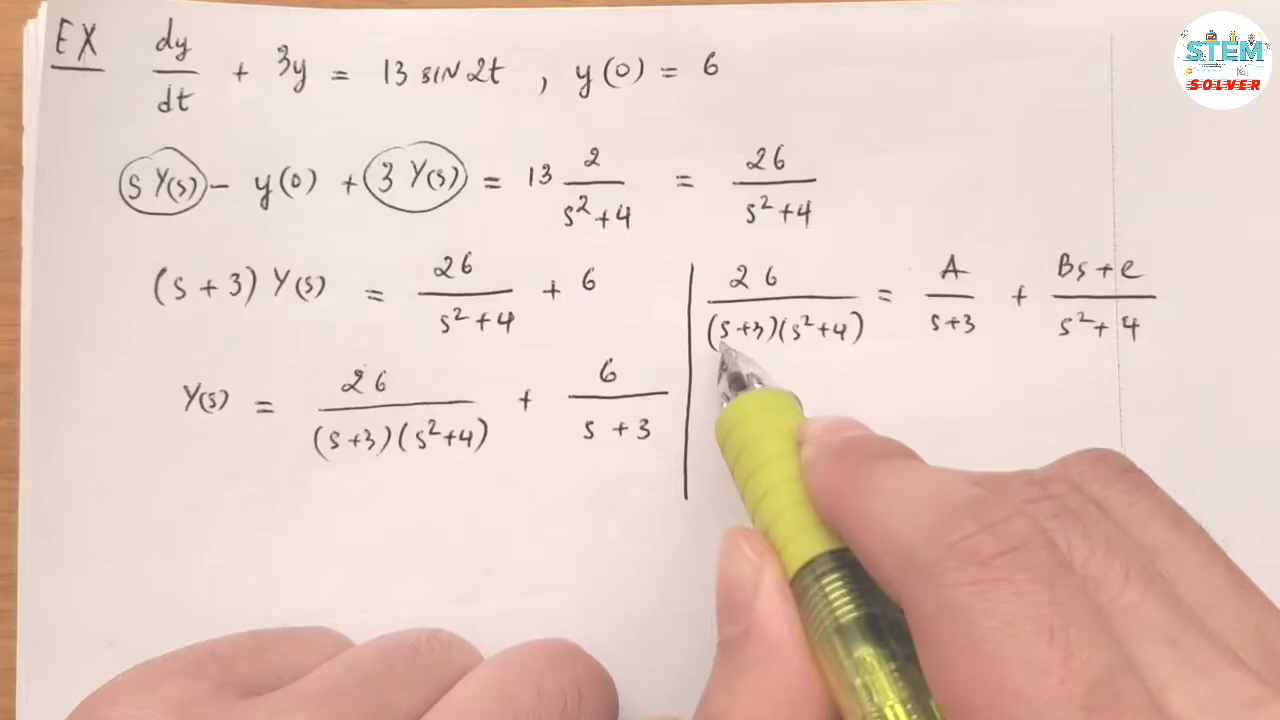 EX dy/dt + 3y = 13 sin 2t , y(0) = 6
sY(s) - y(0) + 3 Y(s) = 13 2/(s²+4) = 26/(s²+4)
(s+3) Y(s) = 26/(s²+4) + 6
Y(s) = 26/((s+3)(s²+4)) + 6/(s+3)
26/((s+3)(s²+4)) = A/(s+3) + (Bs+C)/(s²+4)
STEM
SOLVER